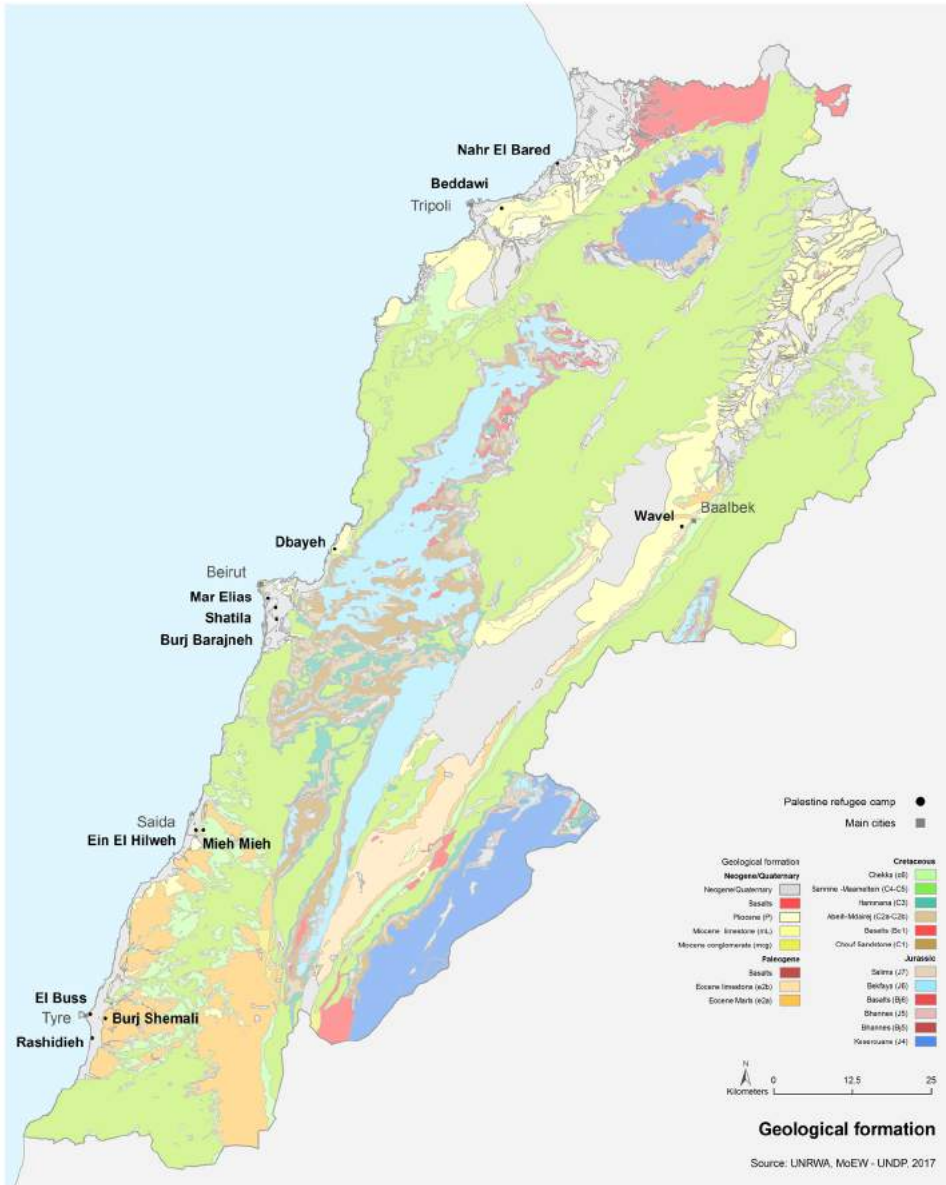 Nahr El Bared
Beddawi
Tripoli
Wavel
Baalbek
Dbayeh
Beirut
Mar Elias
Shatila
Burj Barajneh
Saida
Ein El Hilweh
Mieh Mieh
El Buss
Tyre
Burj Shemali
Rashidieh
Palestine refugee camp
Main cities
Geological formation
Neogene/Quaternary
Neogene/Quaternary
Basalts
Pliocene (P)
Miocene limestone (mL)
Miocene conglomerate (mcg)
Paleogene
Basalts
Eocene limestone (e2b)
Eocene Marls (e2a)
Cretaceous
Chekka (c6)
Sannine -Maameltein (C4-C5)
Hammana (C3)
Abeih-Mdairej (C2a-C2b)
Basalts (Bc1)
Chouf Sandstone (C1)
Jurassic
Salima (J7)
Bekfaya (J6)
Basalts (Bj6)
Bhannes (J5)
Bhannes (Bj5)
Kesrouane (J4)
N
Kilometers
0 12.5 25
Geological formation
Source: UNRWA, MoEW - UNDP, 2017